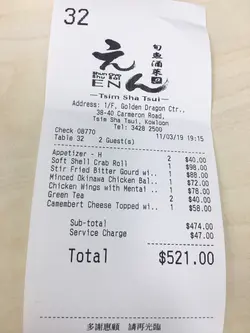 32
えん
旬菜酒菜
EN
—Tsim Sha Tsui—
Address: 1/F, Golden Dragon Ctr.,
38-40 Carmeron Road,
Tsim Sha Tsui, Kowloon
Tel: 3428 2500
Check 08770 11/03/19 19:15
Table 32 2 Guest(s)
Appetizer - H 2 $40.00
Soft Shell Crab Roll 1 $98.00
Stir Fried Bitter Gourd wi.. 1 $88.00
Minced Okinawa Chicken Bal.. 1 $72.00
Chicken Wings with Mental . 1 $78.00
Green Tea 2 $40.00
Camembert Cheese Topped wi.. 1 $58.00
Sub-total $474.00
Service Charge $47.00
Total $521.00
多謝惠顧 請再光臨